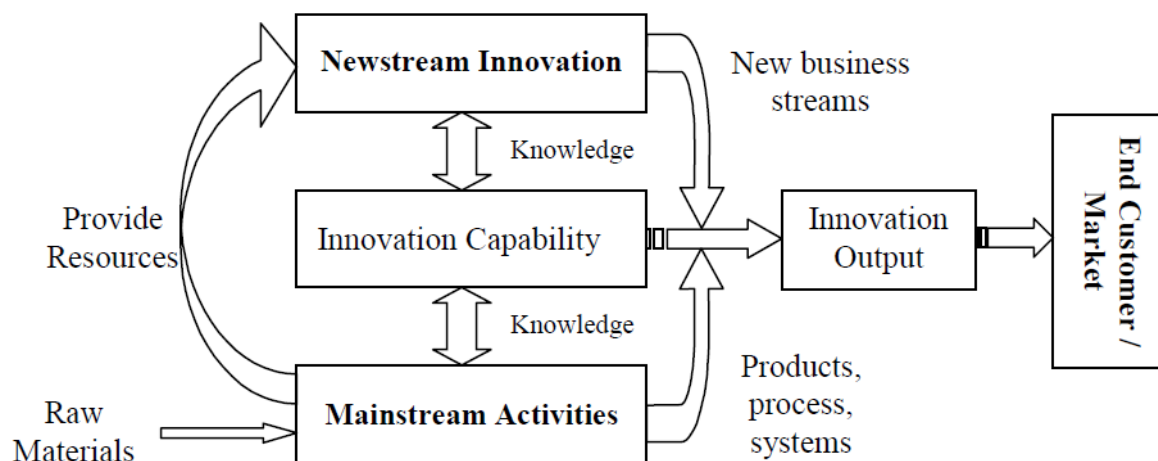 Newstream Innovation
New business
streams
Knowledge
Provide
Resources
Innovation Capability
Innovation
Output
End Customer /
Market
Knowledge
Mainstream Activities
Products,
process,
systems
Raw
Materials